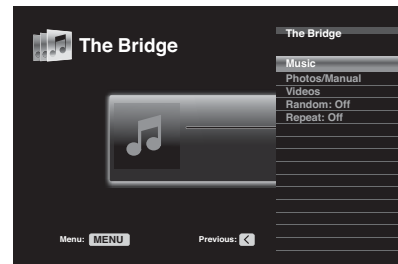 The Bridge
The Bridge
Music
Photos/Manual
Videos
Random: Off
Repeat: Off
Menu: MENU
Previous: <